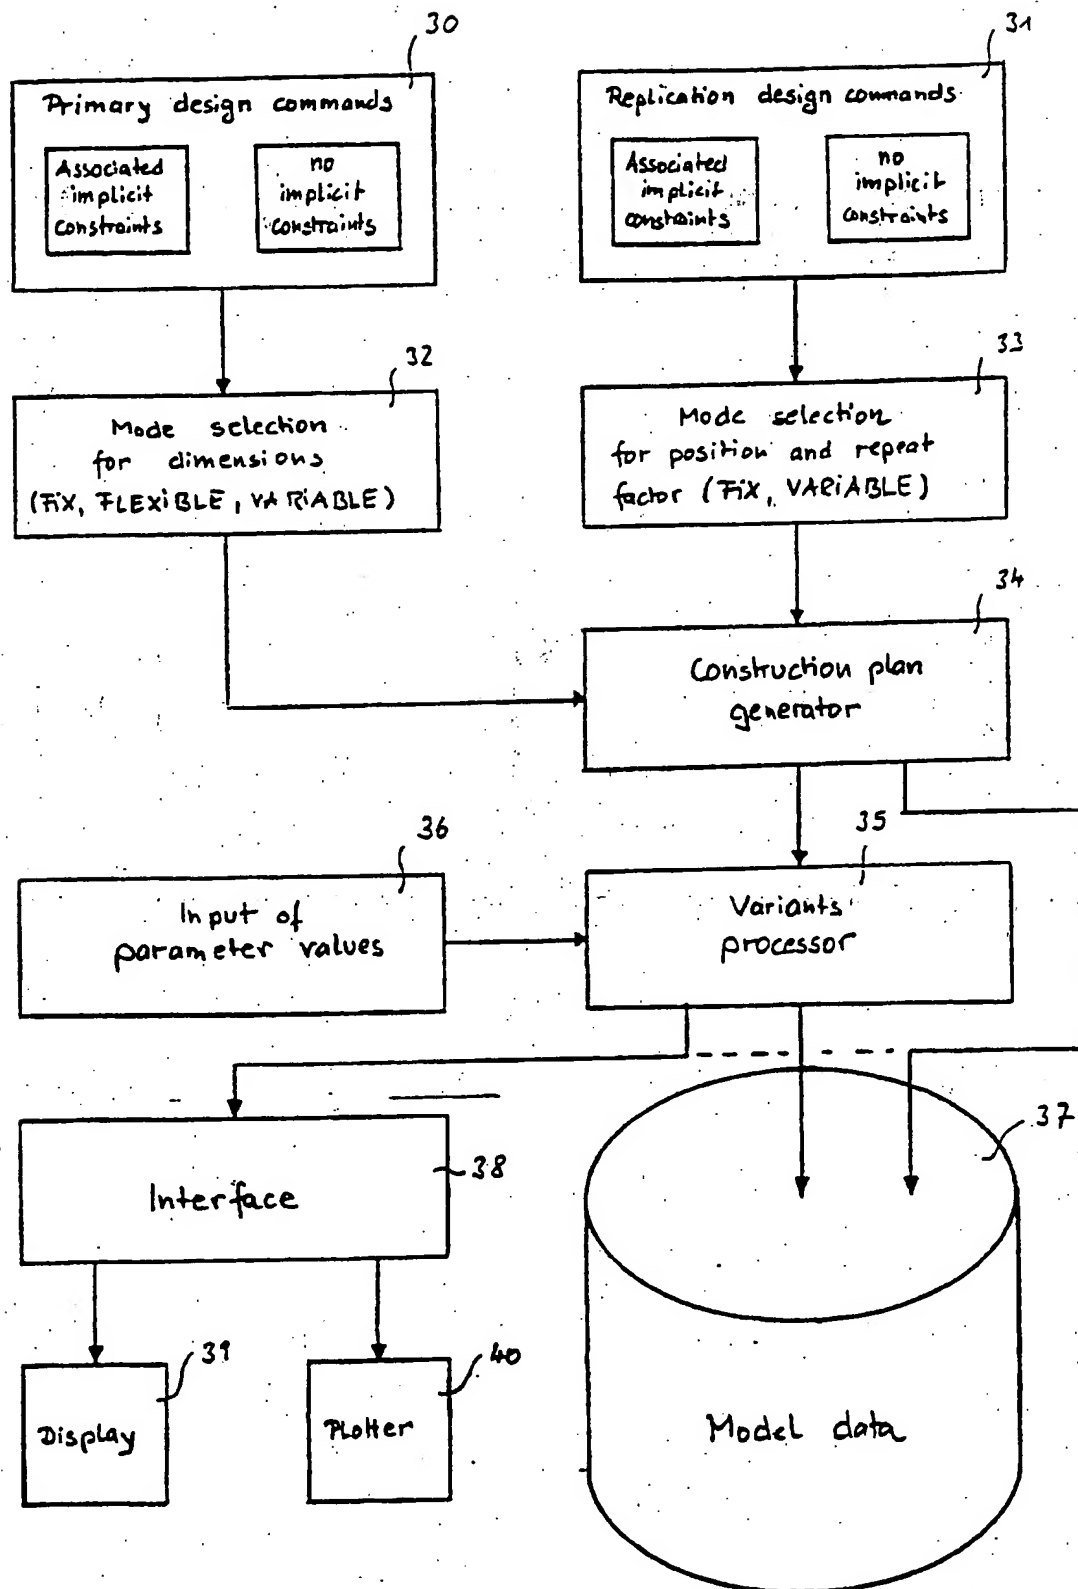 30
31
Primary design commands
Associated
implicit
constraints
no
implicit
constraints
Replication design commands
Associated
implicit
constraints
no
implicit
constraints
32
33
Mode selection
for dimensions
(FIX, FLEXIBLE, VARIABLE)
Mode selection
for position and repeat
factor (FIX, VARIABLE)
34
Construction plan
generator
36
35
Input of
parameter values
Variants
processor
37
38
Interface
39
40
Display
Plotter
Model data